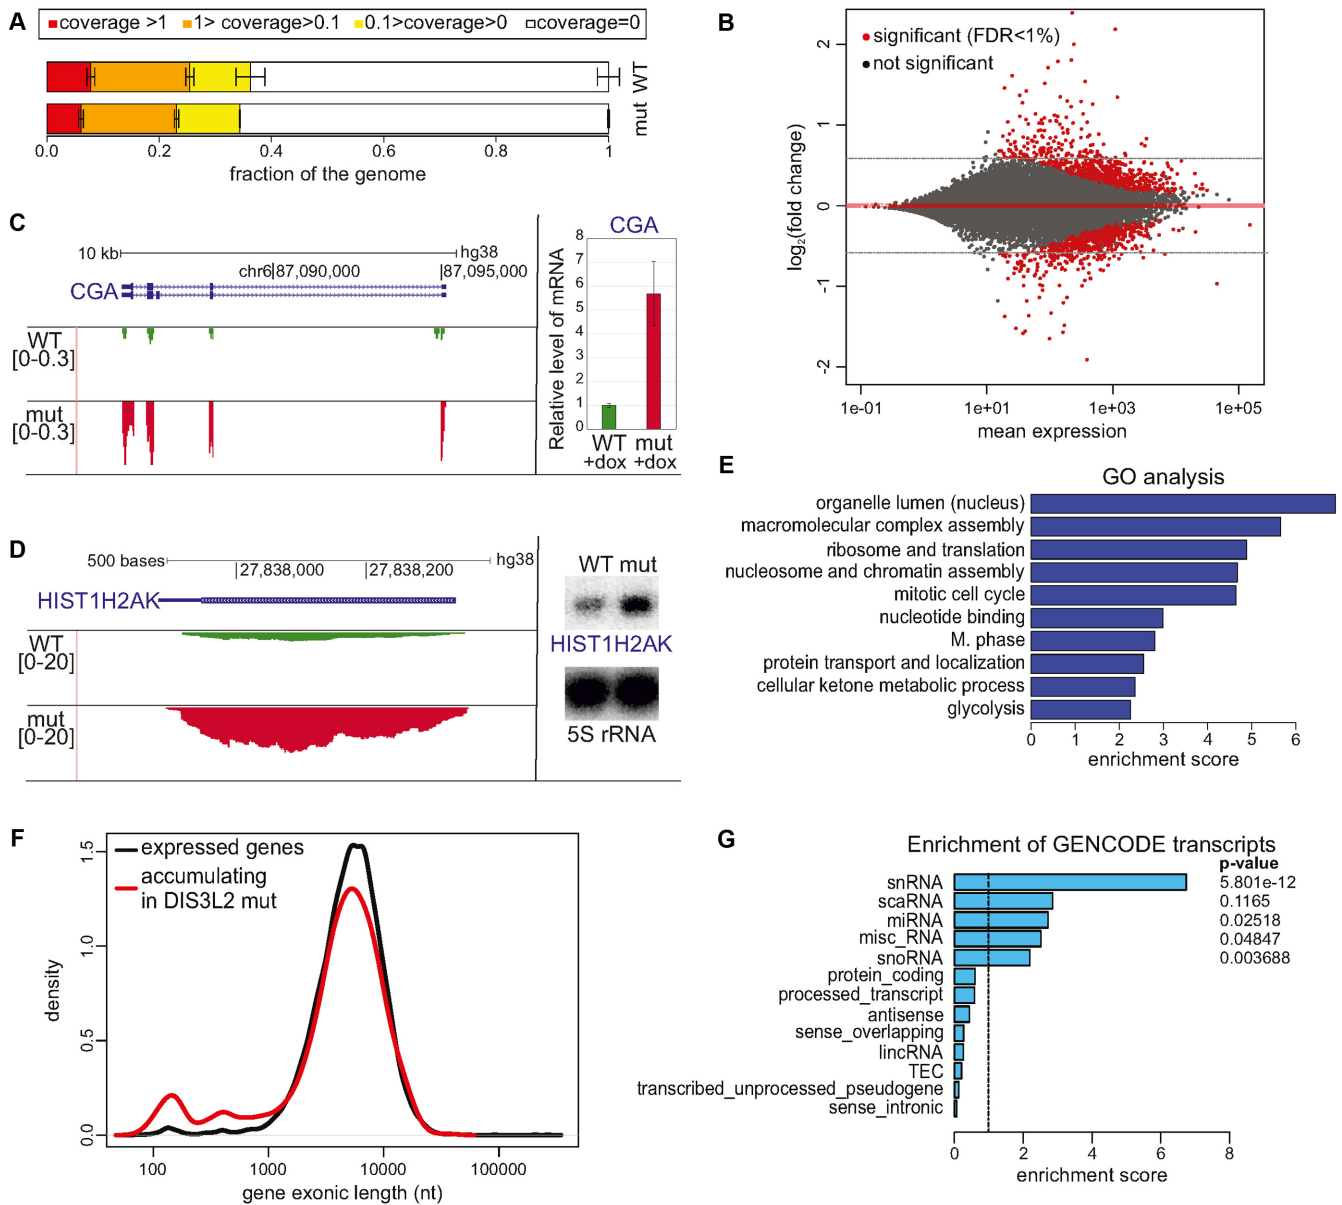 A
coverage >1
1> coverage>0.1
0.1>coverage>0
coverage=0
WT
mut
0.0
0.2
0.4
0.6
0.8
1
fraction of the genome
B
significant (FDR<1%)
not significant
log₂(fold change)
2
1
0
-1
-2
1e-01
1e+01
1e+03
1e+05
mean expression
C
10 kb
hg38
chr6|87,090,000
|87,095,000
CGA
WT
[0-0.3]
mut
[0-0.3]
CGA
Relative level of mRNA
8
7
6
5
4
3
2
1
0
WT mut
+dox +dox
D
500 bases
hg38
|27,838,000
|27,838,200
HIST1H2AK
WT
[0-20]
mut
[0-20]
WT mut
HIST1H2AK
5S rRNA
E
GO analysis
organelle lumen (nucleus)
macromolecular complex assembly
ribosome and translation
nucleosome and chromatin assembly
mitotic cell cycle
nucleotide binding
M. phase
protein transport and localization
cellular ketone metabolic process
glycolysis
0 1 2 3 4 5 6
enrichment score
F
expressed genes
accumulating
in DIS3L2 mut
density
1.5
1.0
0.5
0.0
100
1000
10000
100000
gene exonic length (nt)
G
Enrichment of GENCODE transcripts
p-value
snRNA 5.801e-12
scaRNA 0.1165
miRNA 0.02518
misc_RNA 0.04847
snoRNA 0.003688
protein_coding
processed_transcript
antisense
sense_overlapping
lincRNA
TEC
transcribed_unprocessed_pseudogene
sense_intronic
0 2 4 6 8
enrichment score